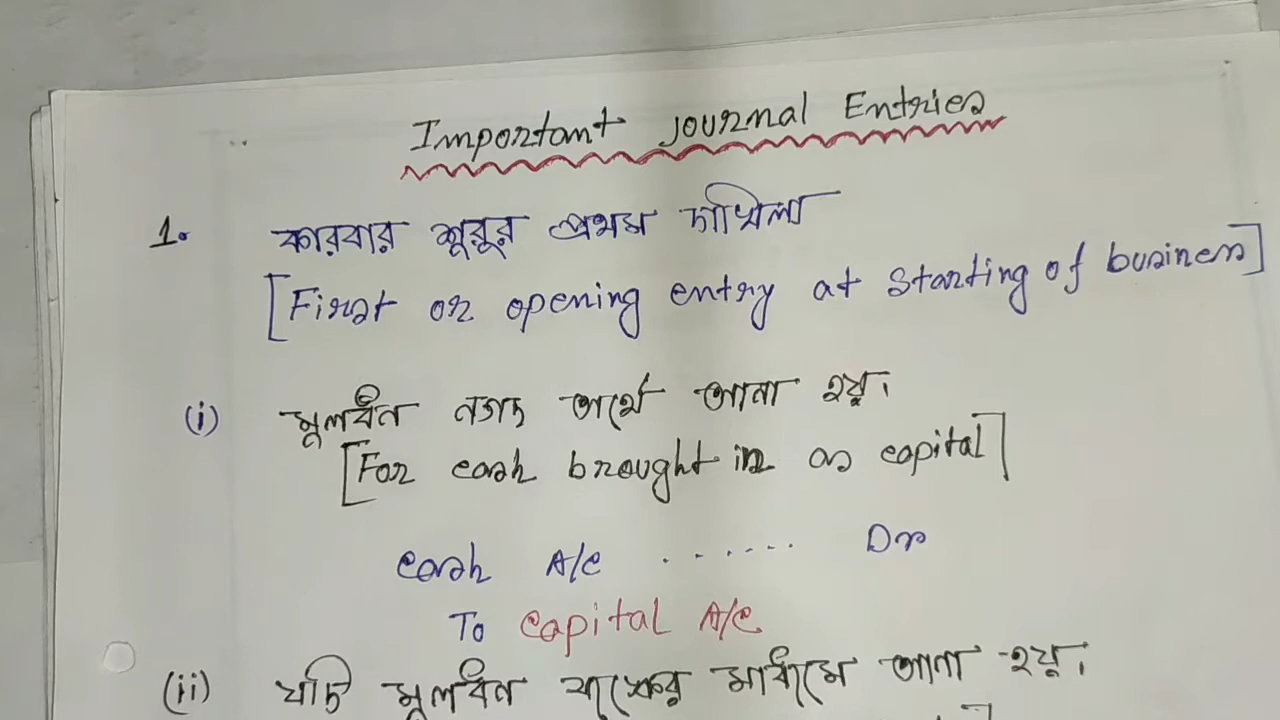 Important Journal Entries
1. কারবার শুরুর প্রথম দাখিলা
[First or opening entry at starting of business]
(i) মূলধন নগদ অর্থে আনা হয়।
[For cash brought in as capital]
cash A/c ....... Dr
To capital A/c
(ii) যদি মূলধন ব্যাঙ্কের মাধ্যমে আনা হয়।